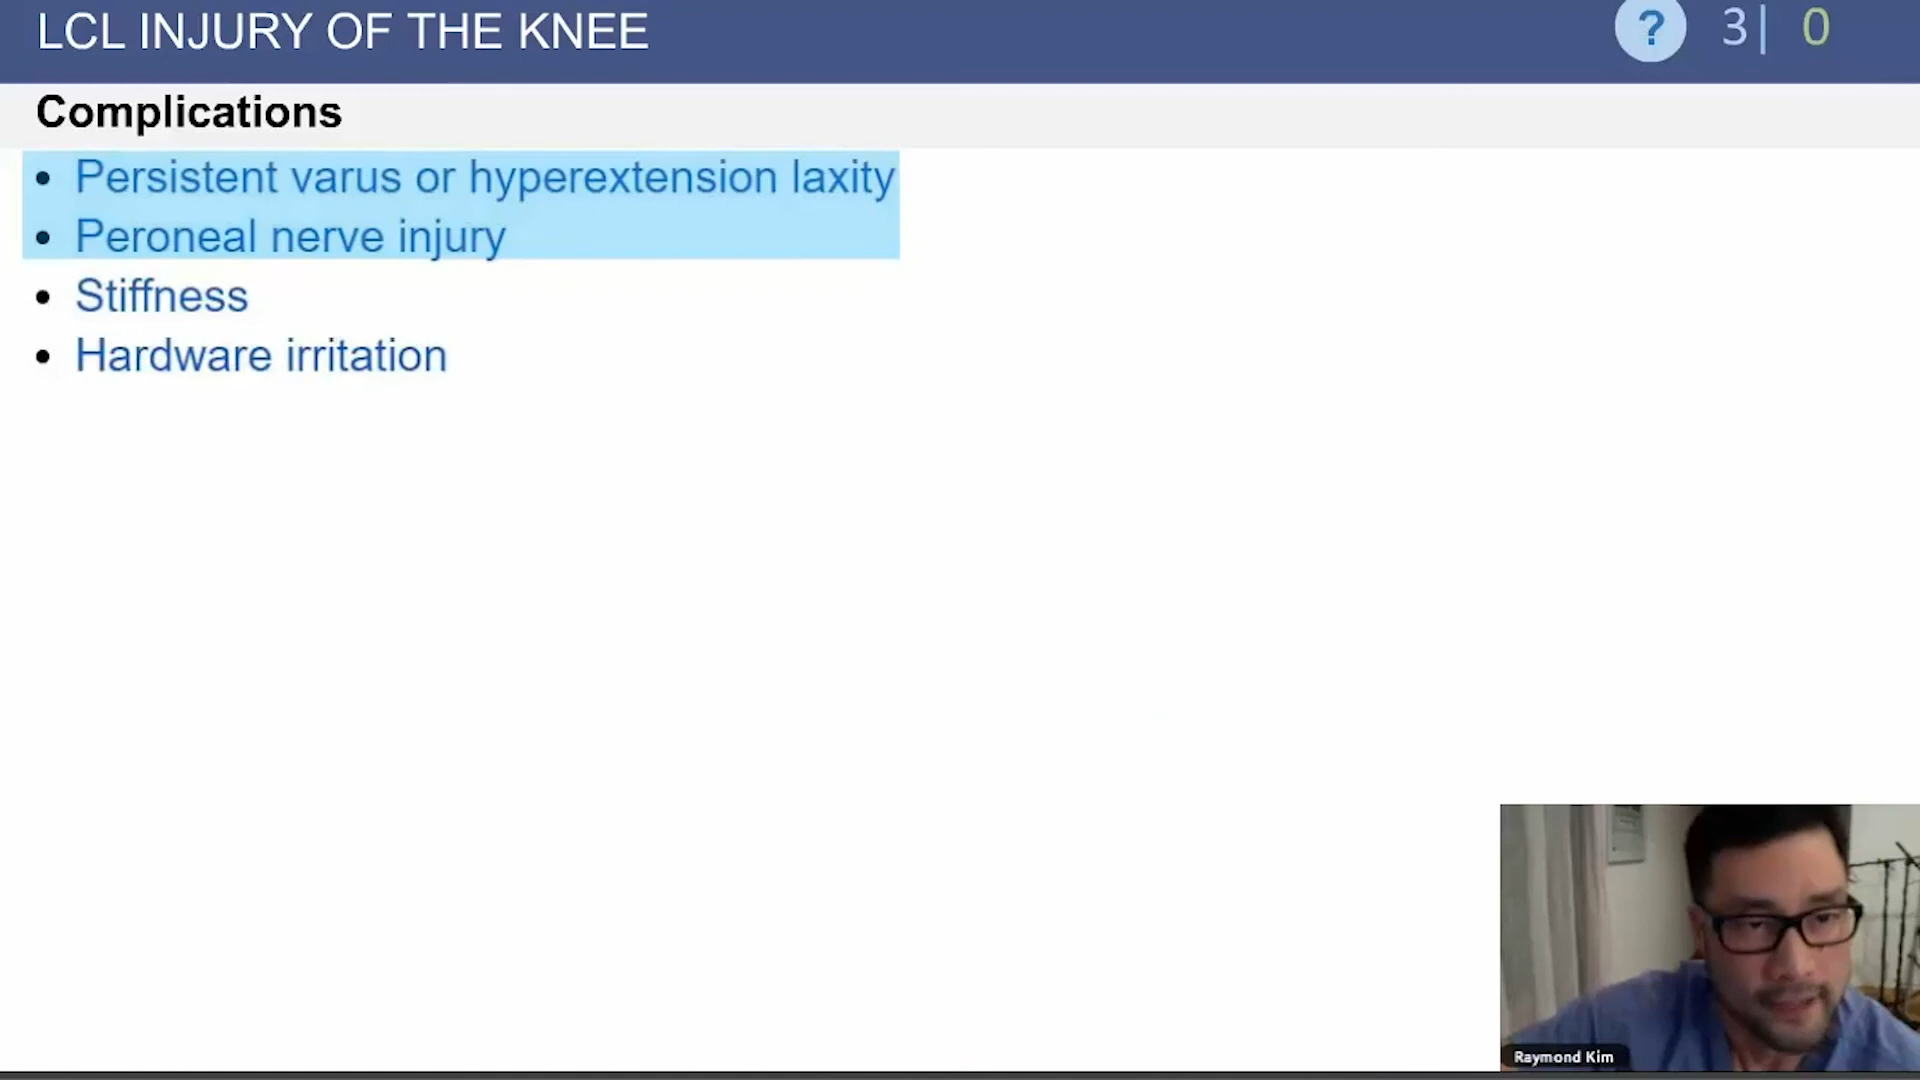 LCL INJURY OF THE KNEE
? 3| 0
Complications
• Persistent varus or hyperextension laxity
• Peroneal nerve injury
• Stiffness
• Hardware irritation
Raymond Kim